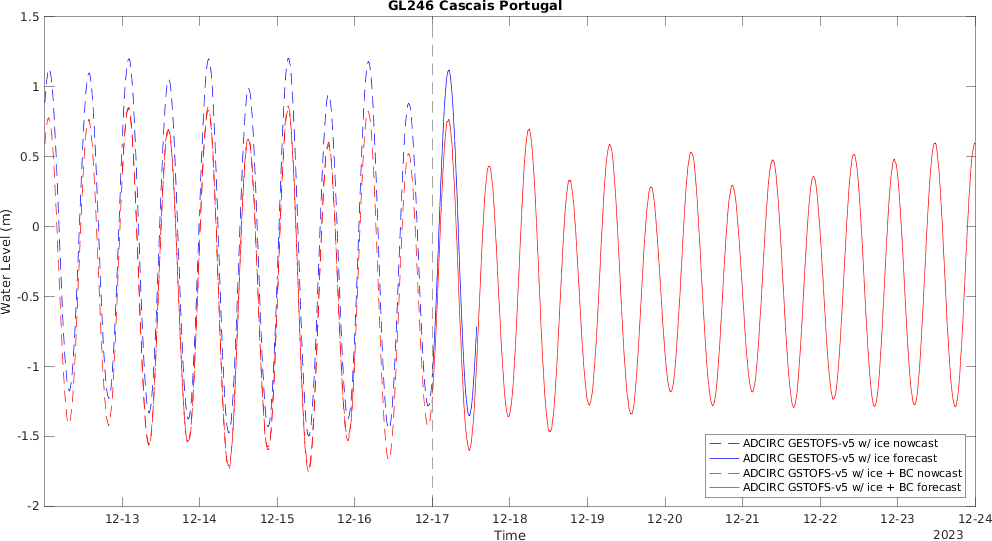 GL246 Cascais Portugal
1.5
1
0.5
0
-0.5
-1
-1.5
-2
Water Level (m)
12-13 12-14 12-15 12-16 12-17 12-18 12-19 12-20 12-21 12-22 12-23 12-24
Time
2023
ADCIRC GESTOFS-v5 w/ ice nowcast
ADCIRC GESTOFS-v5 w/ ice forecast
ADCIRC GSTOFS-v5 w/ ice + BC nowcast
ADCIRC GSTOFS-v5 w/ ice + BC forecast